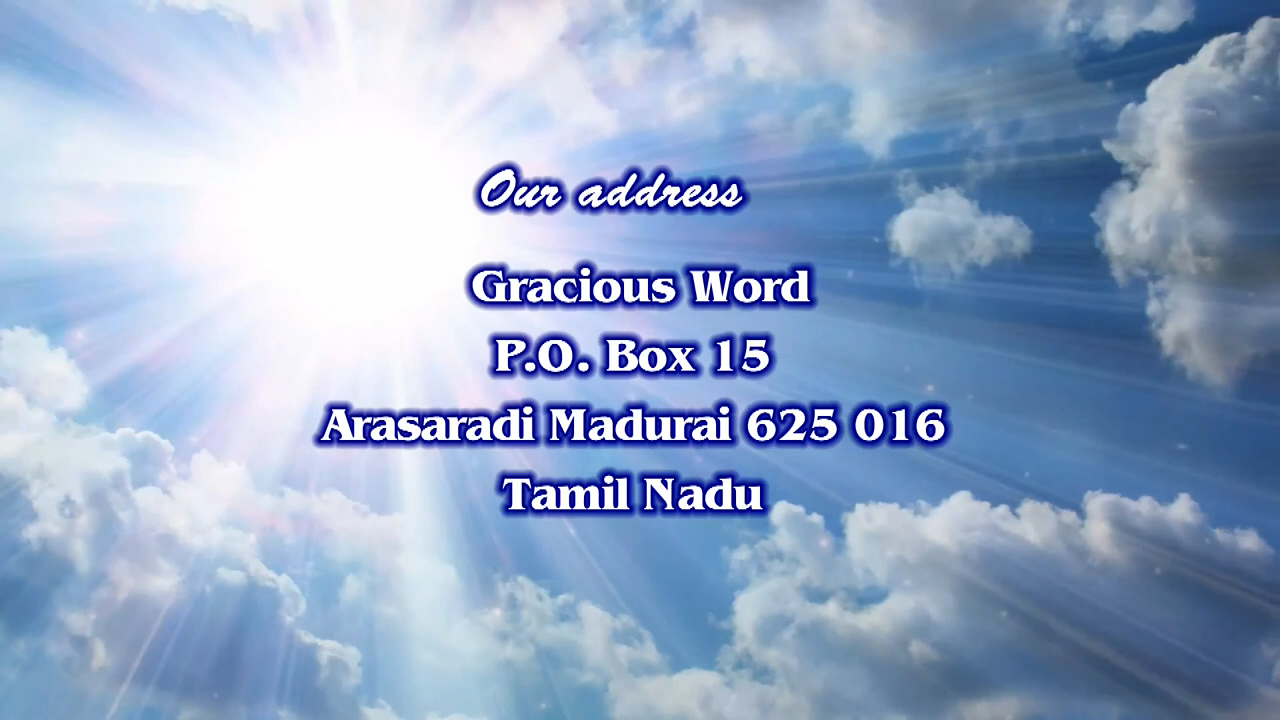 Our address
Gracious Word
P.O. Box 15
Arasaradi Madurai 625 016
Tamil Nadu